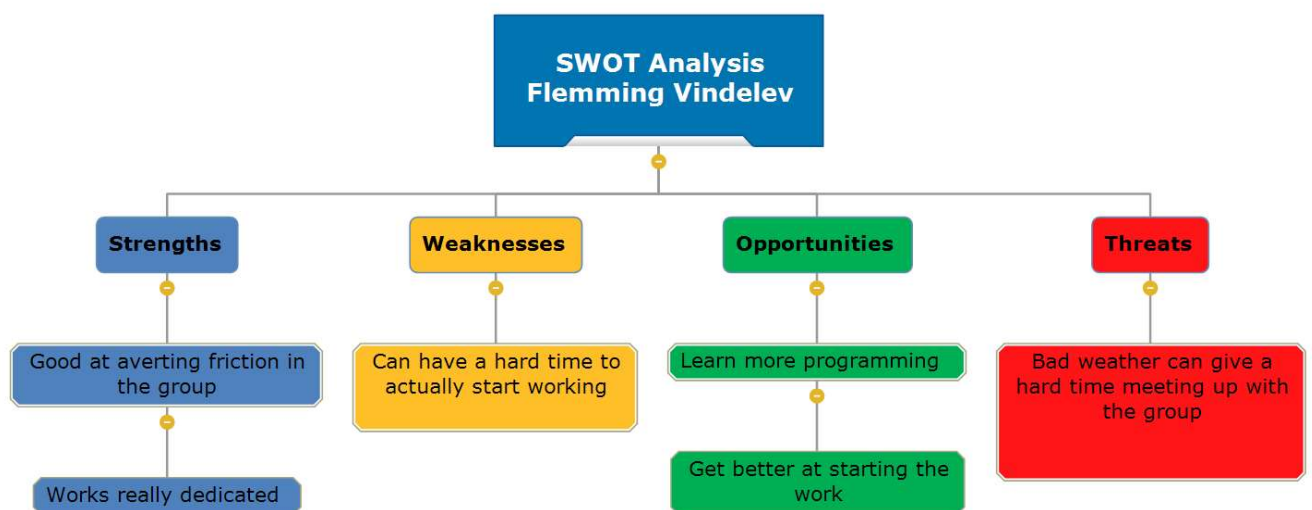 SWOT Analysis
Flemming Vindelev
Strengths
Good at averting friction in
the group
Works really dedicated
Weaknesses
Can have a hard time to
actually start working
Opportunities
Learn more programming
Get better at starting the
work
Threats
Bad weather can give a
hard time meeting up with
the group